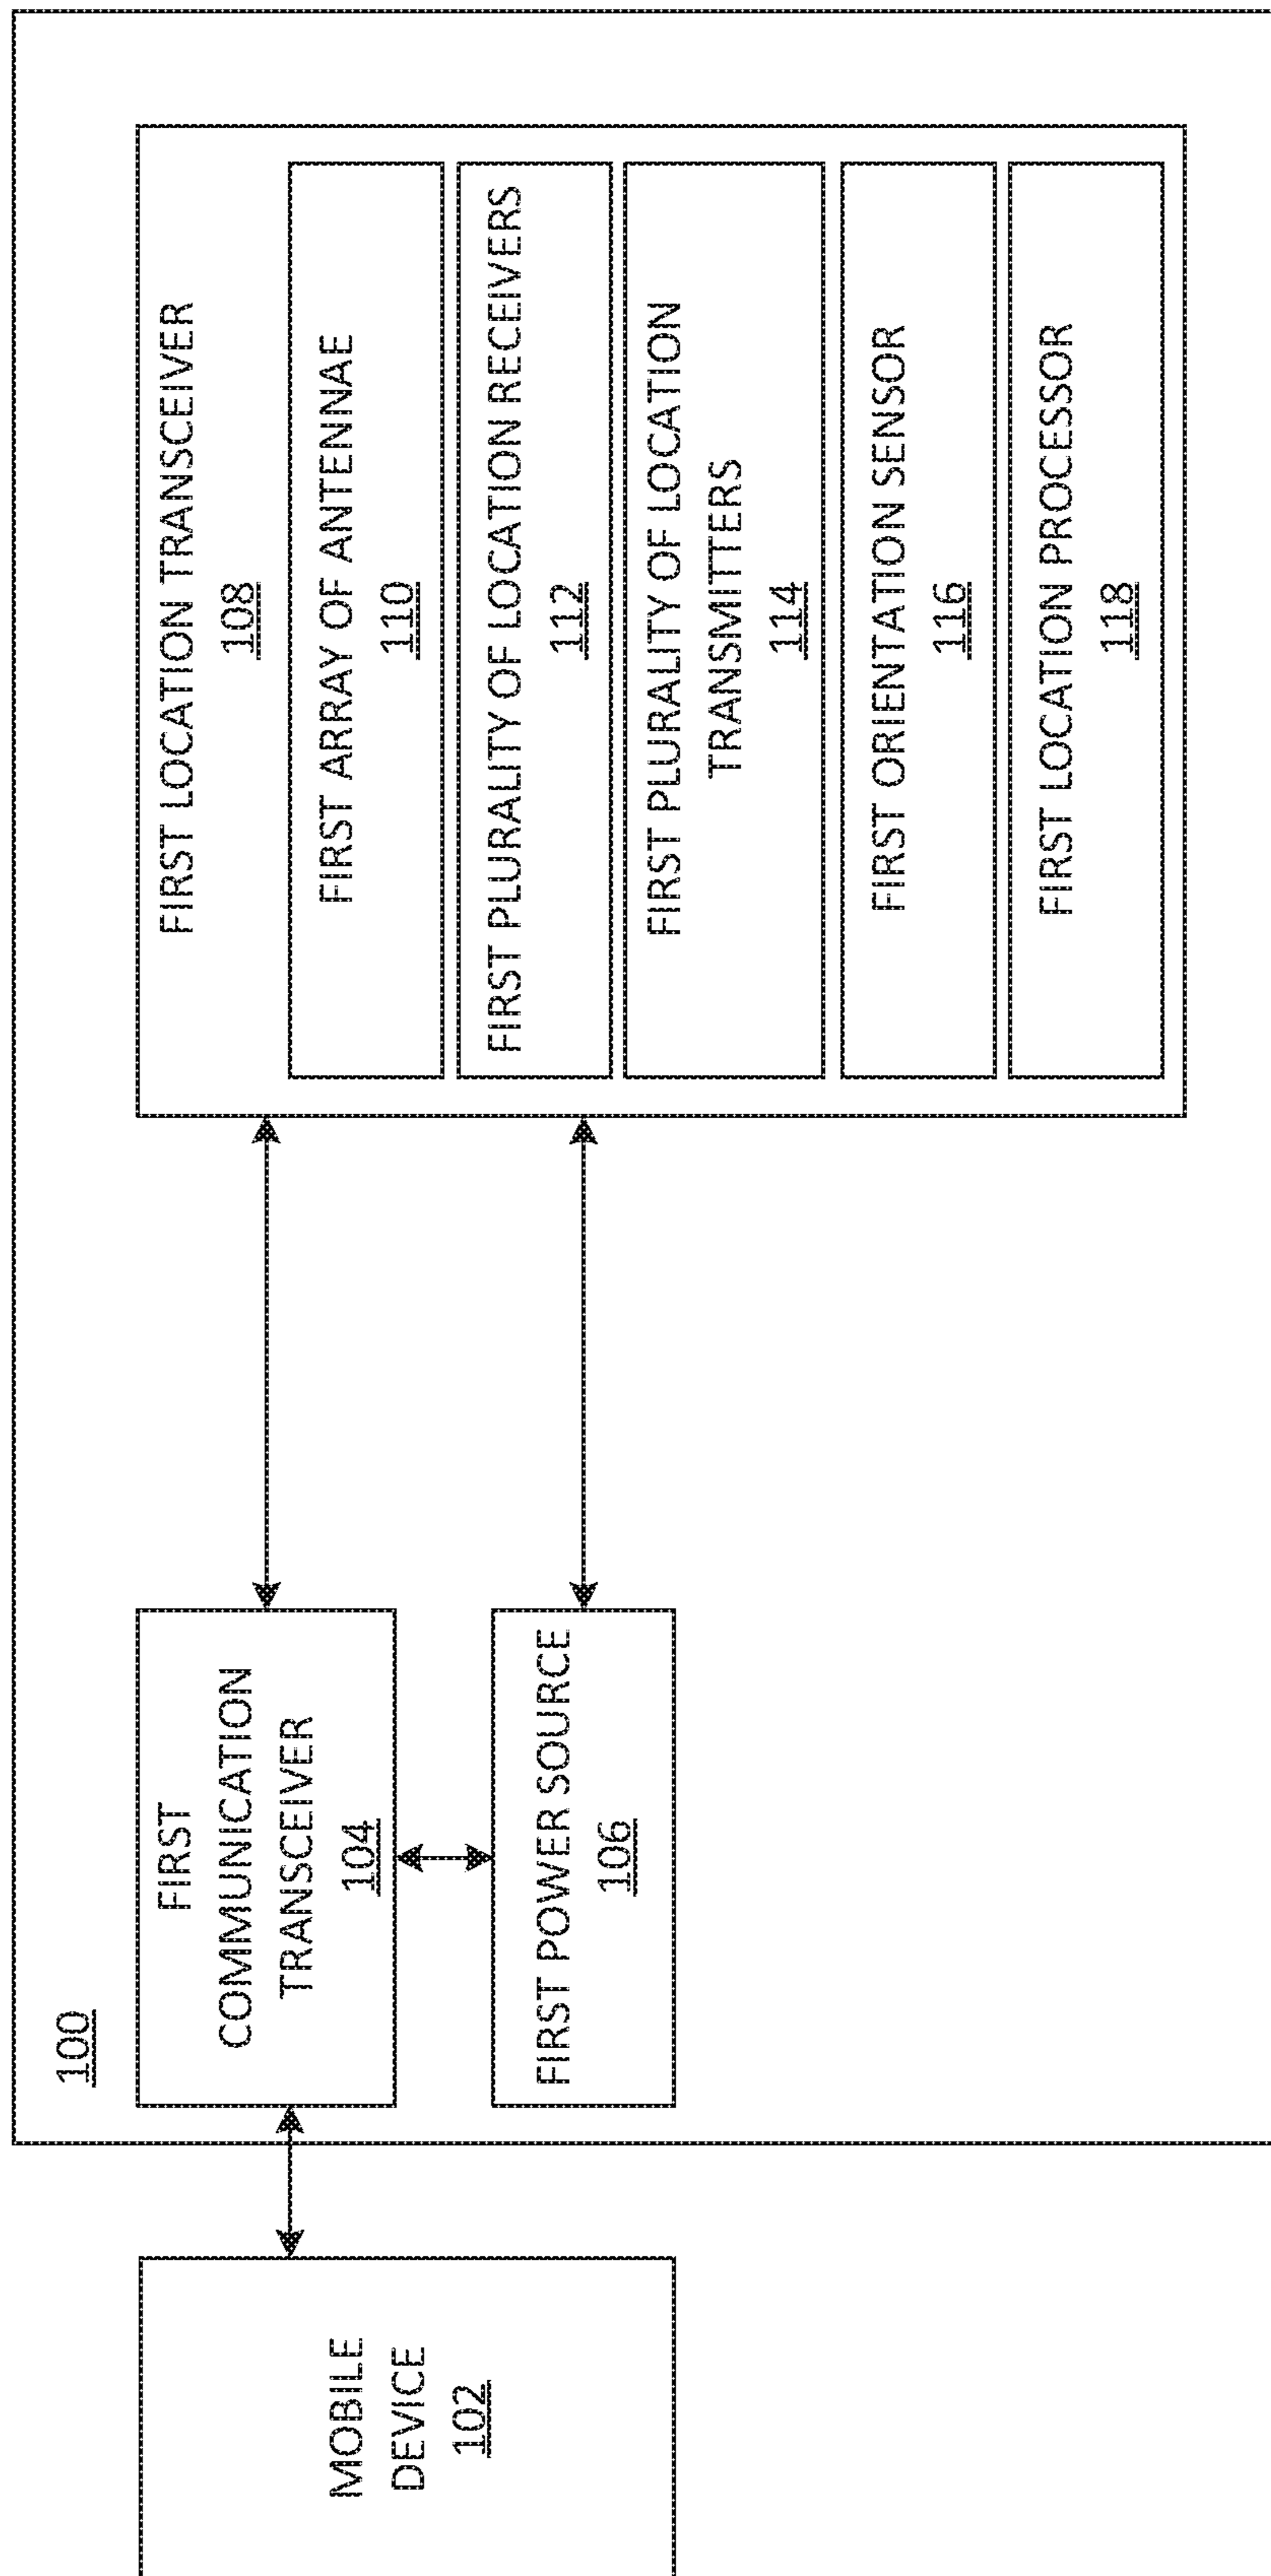 100
MOBILE
DEVICE
102
FIRST
COMMUNICATION
TRANSCEIVER
104
FIRST POWER SOURCE
106
FIRST LOCATION TRANSCEIVER
108
FIRST ARRAY OF ANTENNAE
110
FIRST PLURALITY OF LOCATION RECEIVERS
112
FIRST PLURALITY OF LOCATION
TRANSMITTERS
114
FIRST ORIENTATION SENSOR
116
FIRST LOCATION PROCESSOR
118